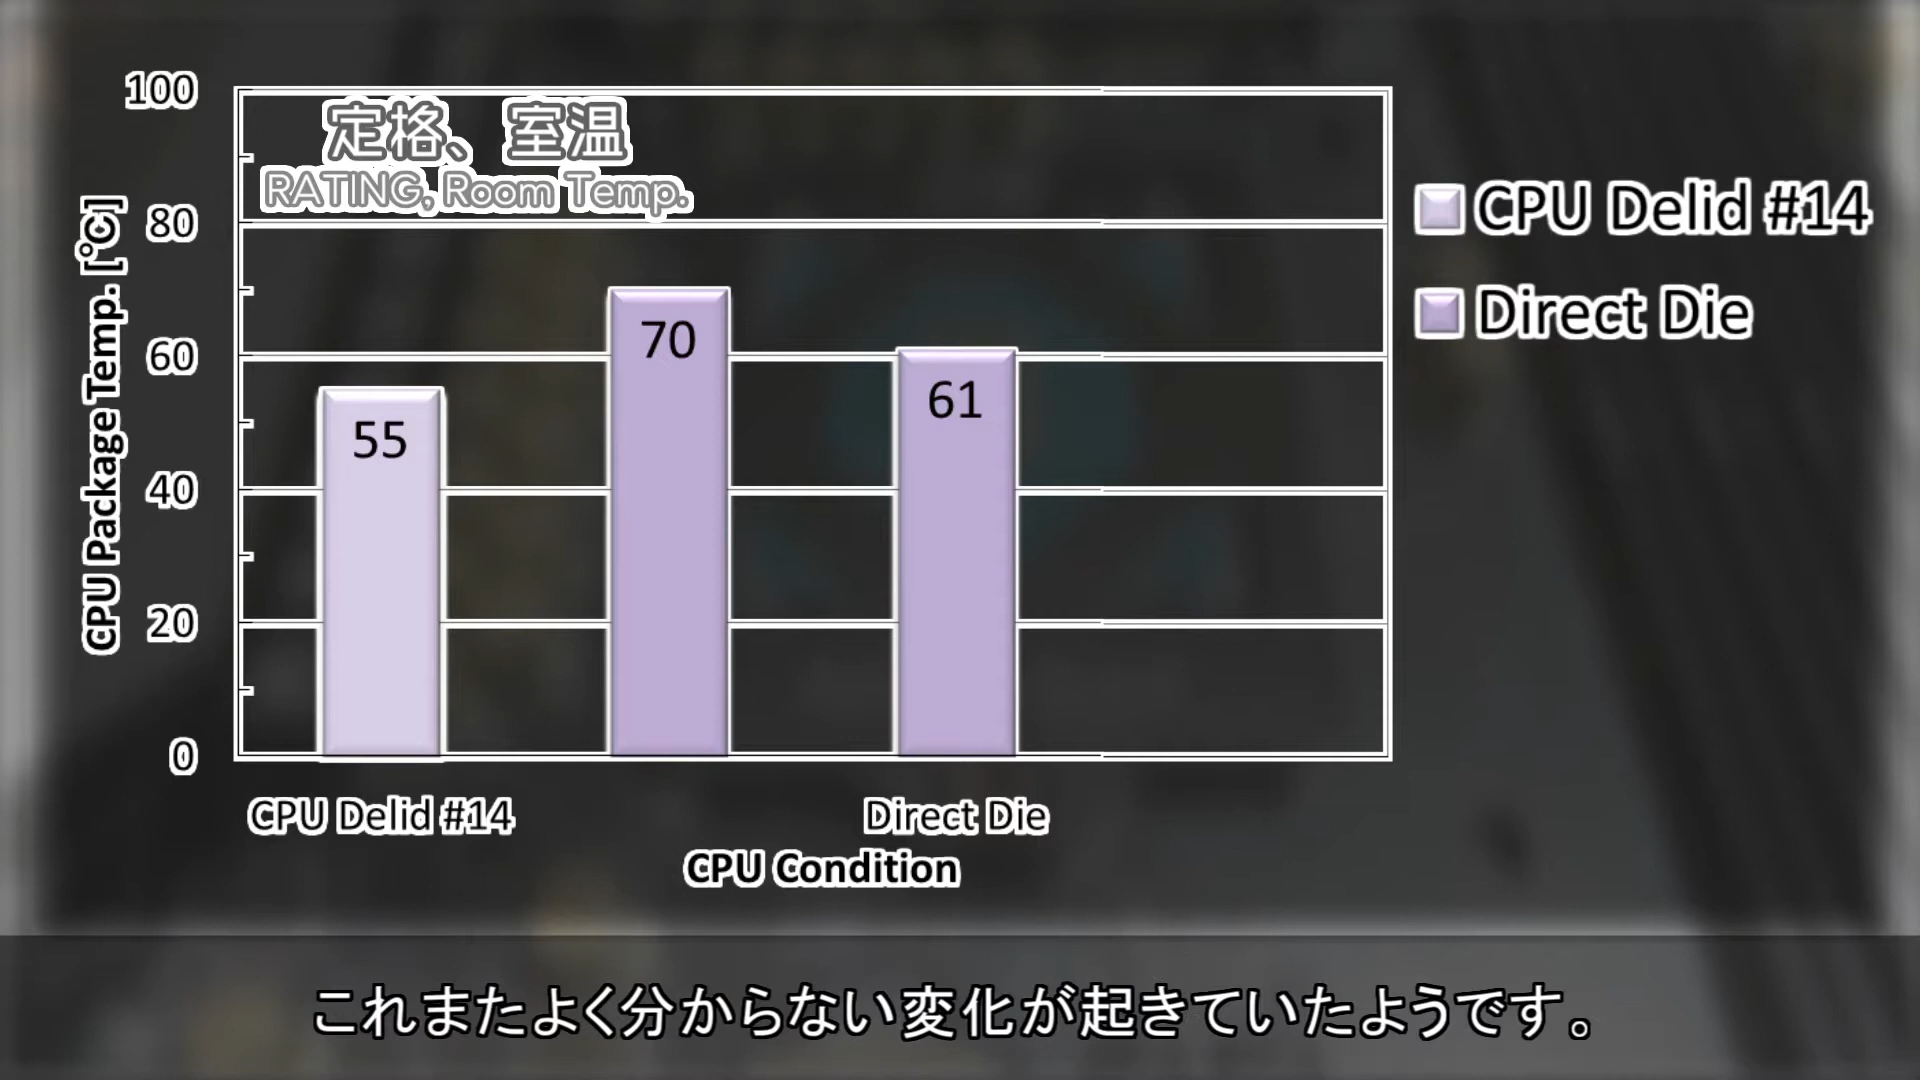 定格、室温
RATING, Room Temp.
CPU Package Temp. [℃]
100
80
60
40
20
0
55
70
61
CPU Delid #14
Direct Die
CPU Condition
CPU Delid #14
Direct Die
これまたよく分からない変化が起きていたようです。